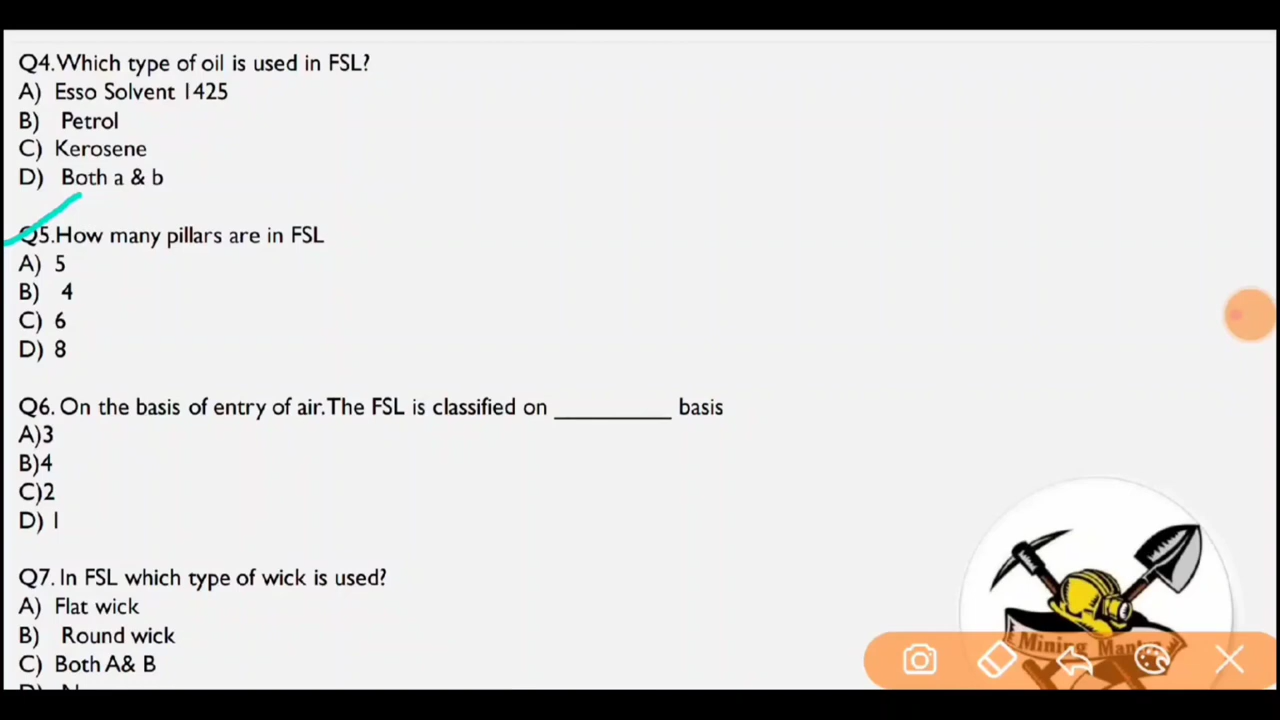 Q4.Which type of oil is used in FSL?
A) Esso Solvent 1425
B) Petrol
C) Kerosene
D) Both a & b
Q5.How many pillars are in FSL
A) 5
B) 4
C) 6
D) 8
Q6. On the basis of entry of air.The FSL is classified on __________ basis
A)3
B)4
C)2
D) 1
Q7. In FSL which type of wick is used?
A) Flat wick
B) Round wick
C) Both A& B
Mining